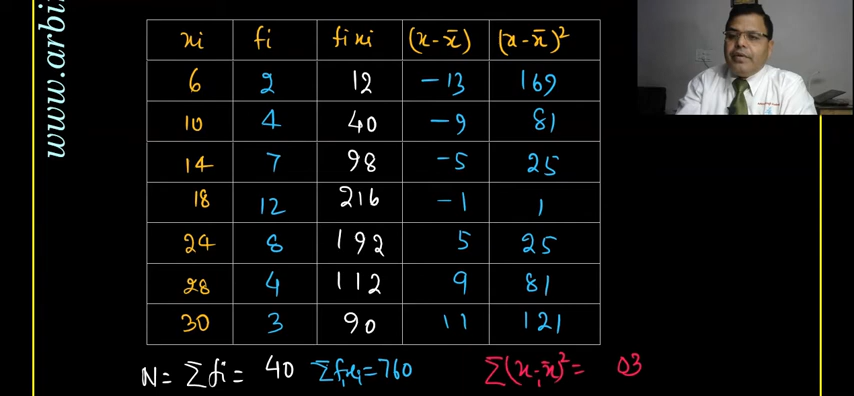 www.arbi
xi fi fixi (x-x̄) (x-x̄)²
6 2 12 -13 169
10 4 40 -9 81
14 7 98 -5 25
18 12 216 -1 1
24 8 192 5 25
28 4 112 9 81
30 3 90 11 121
N = Σfi = 40 Σfixi = 760 Σ(xi-x̄)² = 03